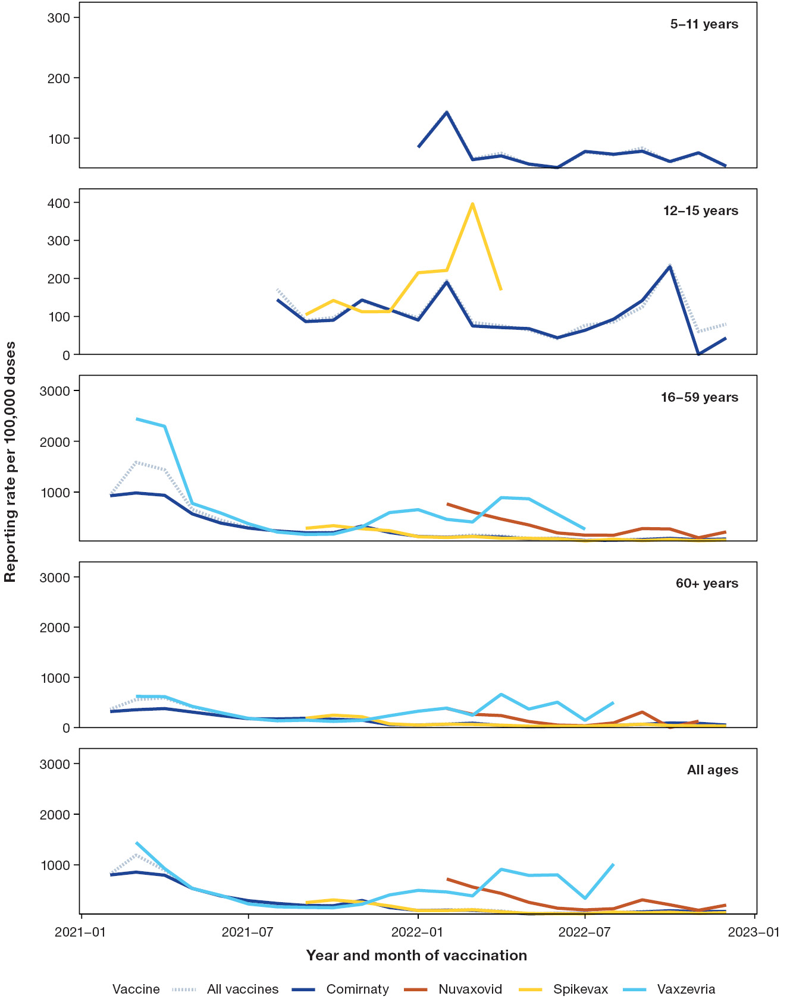 300
5–11 years
200
100
400
12–15 years
300
200
100
0
Reporting rate per 100,000 doses
3000
16–59 years
2000
1000
3000
60+ years
2000
1000
0
3000
All ages
2000
1000
2021–01 2021–07 2022–01 2022–07 2023–01
Year and month of vaccination
Vaccine All vaccines Comirnaty Nuvaxovid Spikevax Vaxzevria